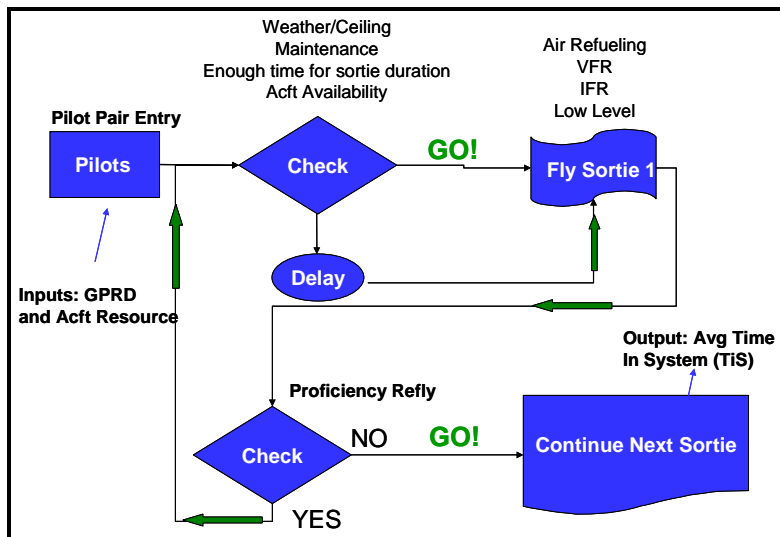 Weather/Ceiling
Maintenance
Enough time for sortie duration
Acft Availability
Air Refueling
VFR
IFR
Low Level
Pilot Pair Entry
Pilots
Check
GO!
Fly Sortie 1
Delay
Inputs: GPRD
and Acft Resource
Output: Avg Time
In System (TiS)
Proficiency Refly
Check
NO
GO!
Continue Next Sortie
YES